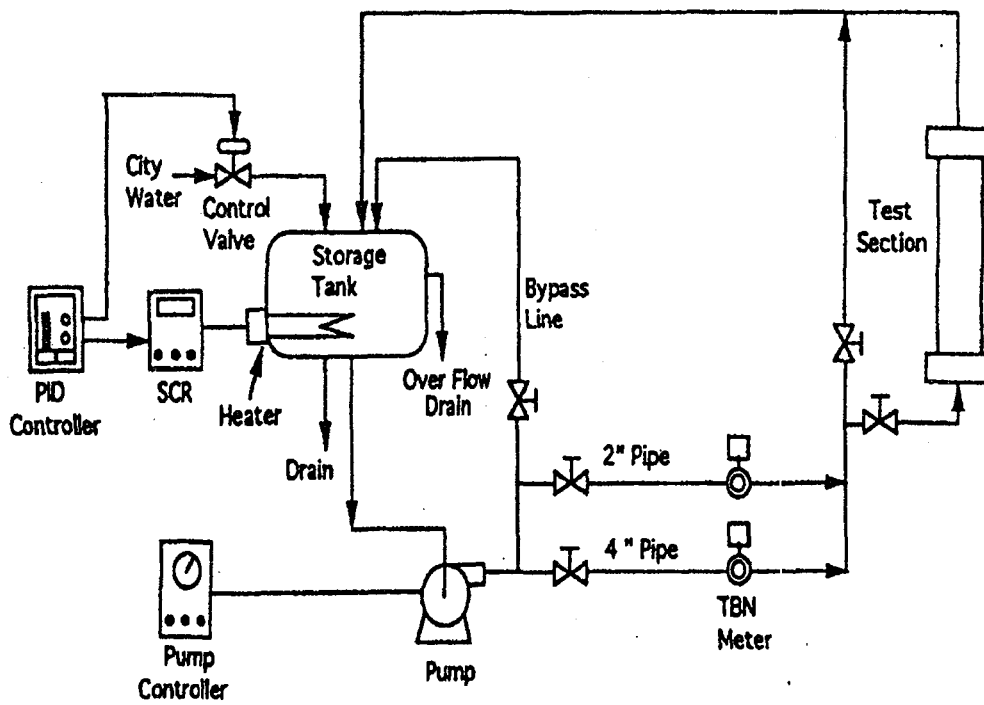 City
Water
Control
Valve
Storage
Tank
Bypass
Line
Test
Section
PID
Controller
SCR
Heater
Over Flow
Drain
Drain
2" Pipe
4 " Pipe
TBN
Meter
Pump
Controller
Pump